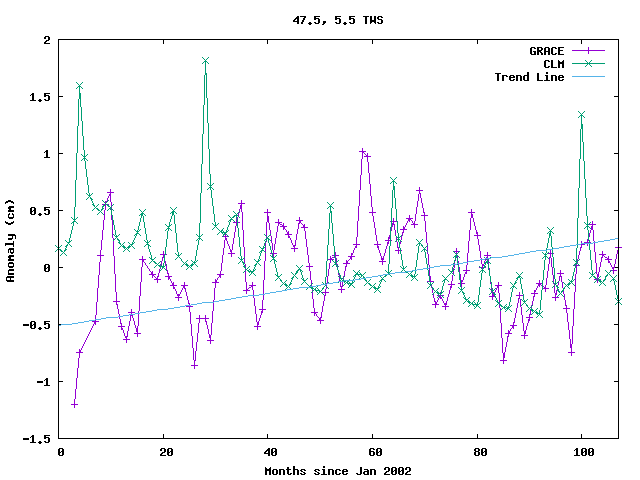 47.5, 5.5 TWS
GRACE
CLM
Trend Line
Anomaly (cm)
2
1.5
1
0.5
0
-0.5
-1
-1.5
0 20 40 60 80 100
Months since Jan 2002